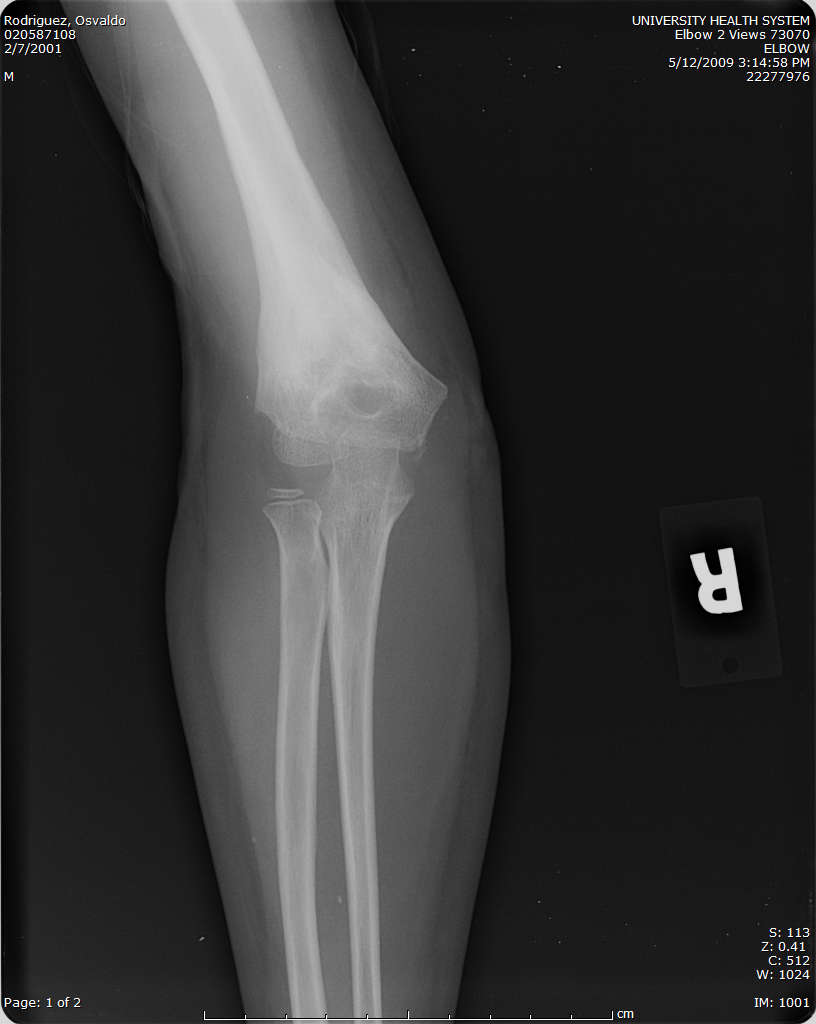 Rodriguez, Osvaldo
020587108
2/7/2001
M
UNIVERSITY HEALTH SYSTEM
Elbow 2 Views 73070
ELBOW
5/12/2009 3:14:58 PM
22277976
R
S: 113
Z: 0.41
C: 512
W: 1024
Page: 1 of 2
IM: 1001
cm